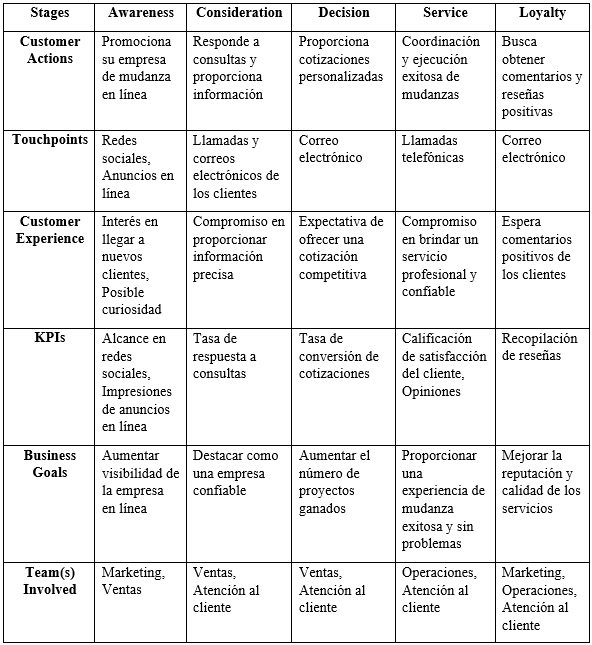 Stages Awareness Consideration Decision Service Loyalty
Customer Actions
Promociona su empresa de mudanza en línea
Responde a consultas y proporciona información
Proporciona cotizaciones personalizadas
Coordinación y ejecución exitosa de mudanzas
Busca obtener comentarios y reseñas positivas
Touchpoints
Redes sociales, Anuncios en línea
Llamadas y correos electrónicos de los clientes
Correo electrónico
Llamadas telefónicas
Correo electrónico
Customer Experience
Interés en llegar a nuevos clientes, Posible curiosidad
Compromiso en proporcionar información precisa
Expectativa de ofrecer una cotización competitiva
Compromiso en brindar un servicio profesional y confiable
Espera comentarios positivos de los clientes
KPIs
Alcance en redes sociales, Impresiones de anuncios en línea
Tasa de respuesta a consultas
Tasa de conversión de cotizaciones
Calificación de satisfacción del cliente, Opiniones
Recopilación de reseñas
Business Goals
Aumentar visibilidad de la empresa en línea
Destacar como una empresa confiable
Aumentar el número de proyectos ganados
Proporcionar una experiencia de mudanza exitosa y sin problemas
Mejorar la reputación y calidad de los servicios
Team(s) Involved
Marketing, Ventas
Ventas, Atención al cliente
Ventas, Atención al cliente
Operaciones, Atención al cliente
Marketing, Operaciones, Atención al cliente